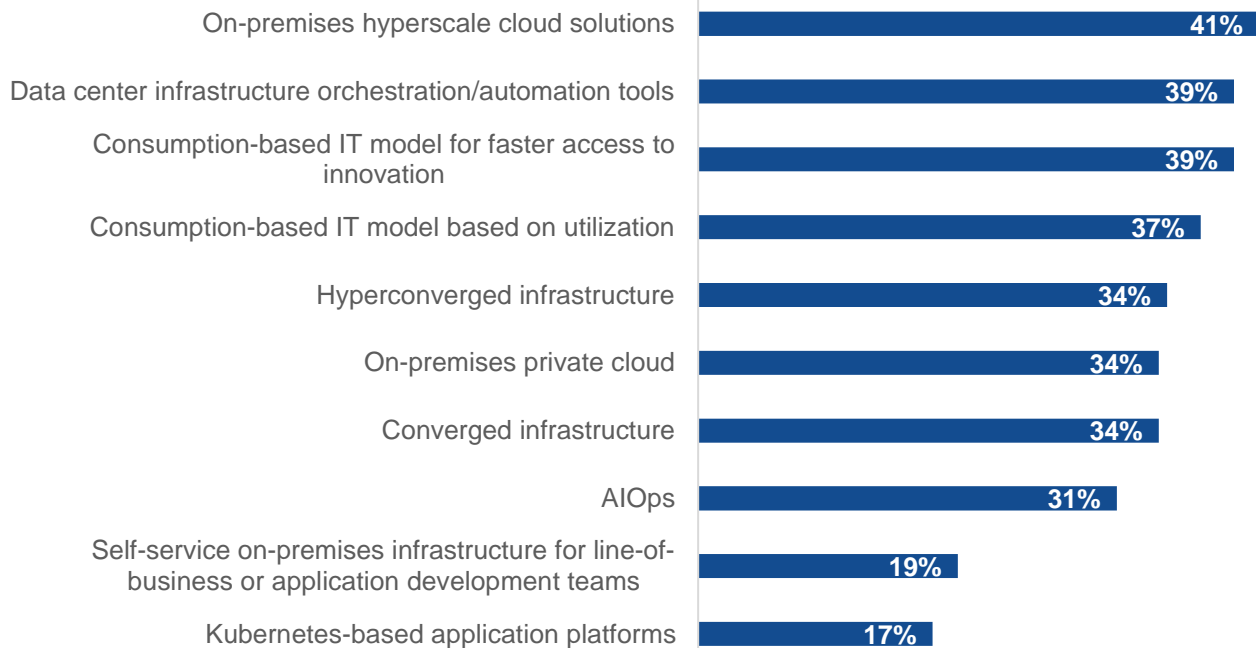 On-premises hyperscale cloud solutions 41%
Data center infrastructure orchestration/automation tools 39%
Consumption-based IT model for faster access to
innovation 39%
Consumption-based IT model based on utilization 37%
Hyperconverged infrastructure 34%
On-premises private cloud 34%
Converged infrastructure 34%
AIOps 31%
Self-service on-premises infrastructure for line-of-
business or application development teams 19%
Kubernetes-based application platforms 17%